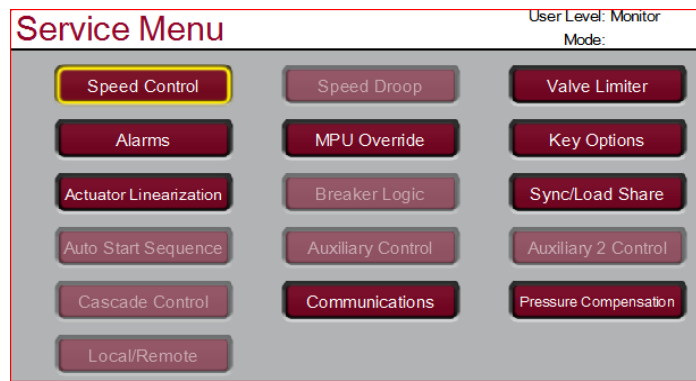 Service Menu
User Level: Monitor
Mode:
Speed Control
Speed Droop
Valve Limiter
Alarms
MPU Override
Key Options
Actuator Linearization
Breaker Logic
Sync/Load Share
Auto Start Sequence
Auxiliary Control
Auxiliary 2 Control
Cascade Control
Communications
Pressure Compensation
Local/Remote